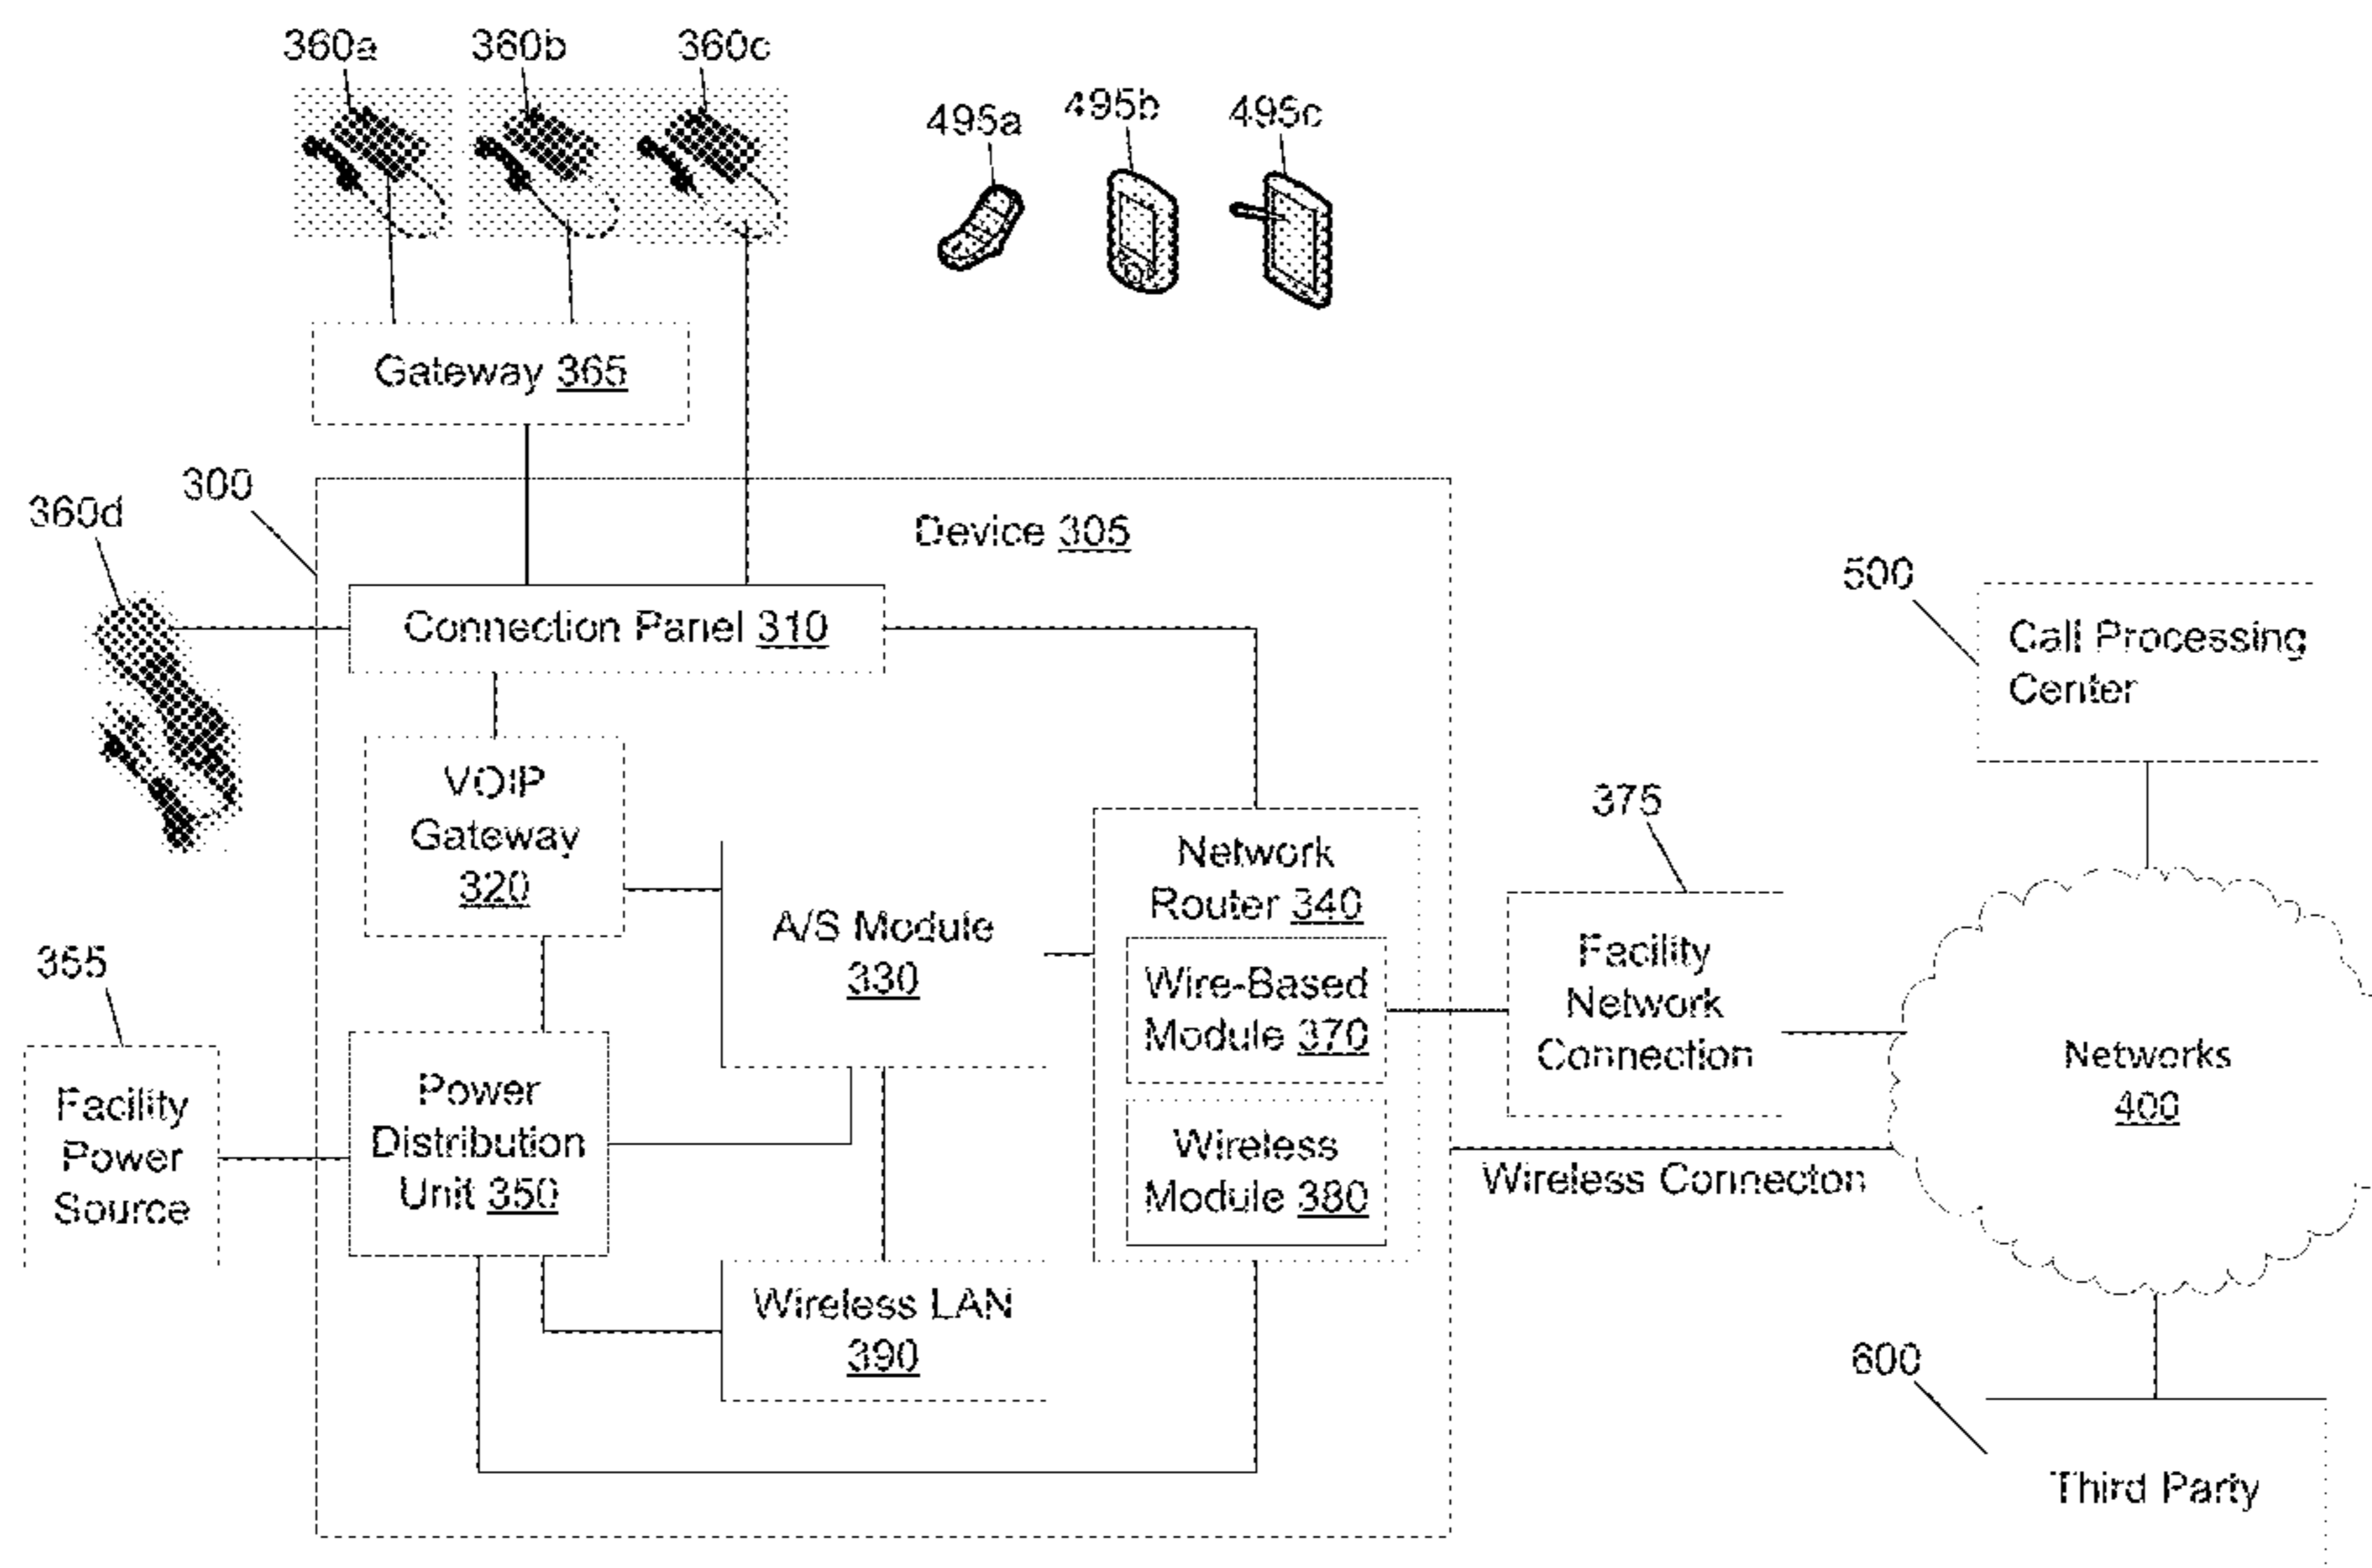 360a
360b
360c
495a
495b
495c
Gateway 365
300
360d
Device 305
Connection Panel 310
500
Call Processing
Center
VOIP
Gateway
320
375
Network
Router 340
A/S Module
330
355
Wire-Based
Module 370
Facility
Network
Connection
Networks
400
Facility
Power
Source
Power
Distribution
Unit 350
Wireless
Module 380
Wireless Connecton
Wireless LAN
390
600
Third Party